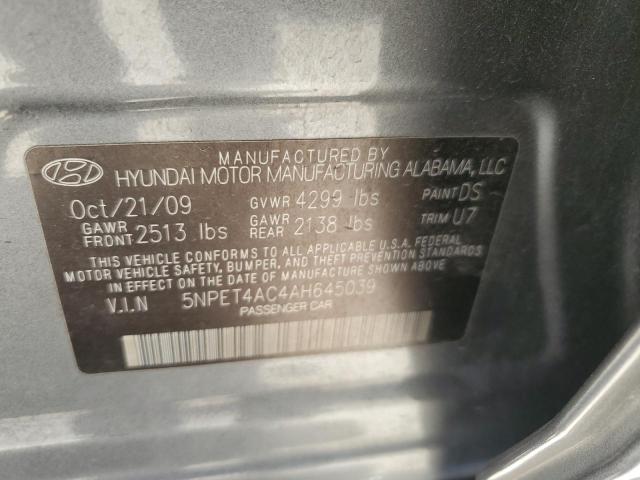 MANUFACTURED BY
HYUNDAI MOTOR MANUFACTURING ALABAMA, LLC
Oct/21/09 GVWR 4299 lbs PAINT DS
GAWR FRONT 2513 lbs GAWR REAR 2138 lbs TRIM U7
THIS VEHICLE CONFORMS TO ALL APPLICABLE U.S.A. FEDERAL
MOTOR VEHICLE SAFETY, BUMPER, AND THEFT PREVENTION STANDARDS
IN EFFECT ON THE DATE OF MANUFACTURE SHOWN ABOVE.
V.I.N 5NPET4AC4AH645039
PASSENGER CAR